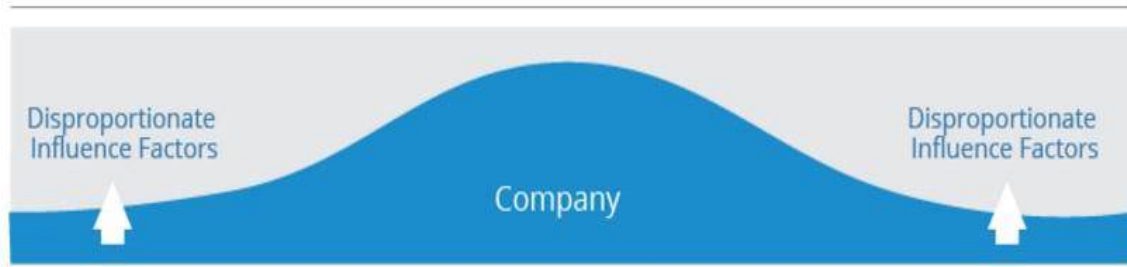 Disproportionate
Influence Factors
Disproportionate
Influence Factors
Company